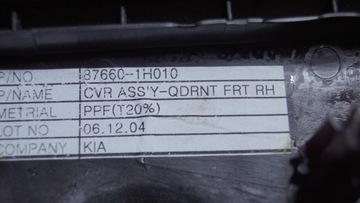 P/NO. 87660-1H010
P/NAME CVR ASS'Y-QDRNT FRT RH
METRIAL PPF(T20%)
LOT NO 06.12.04
COMPANY KIA